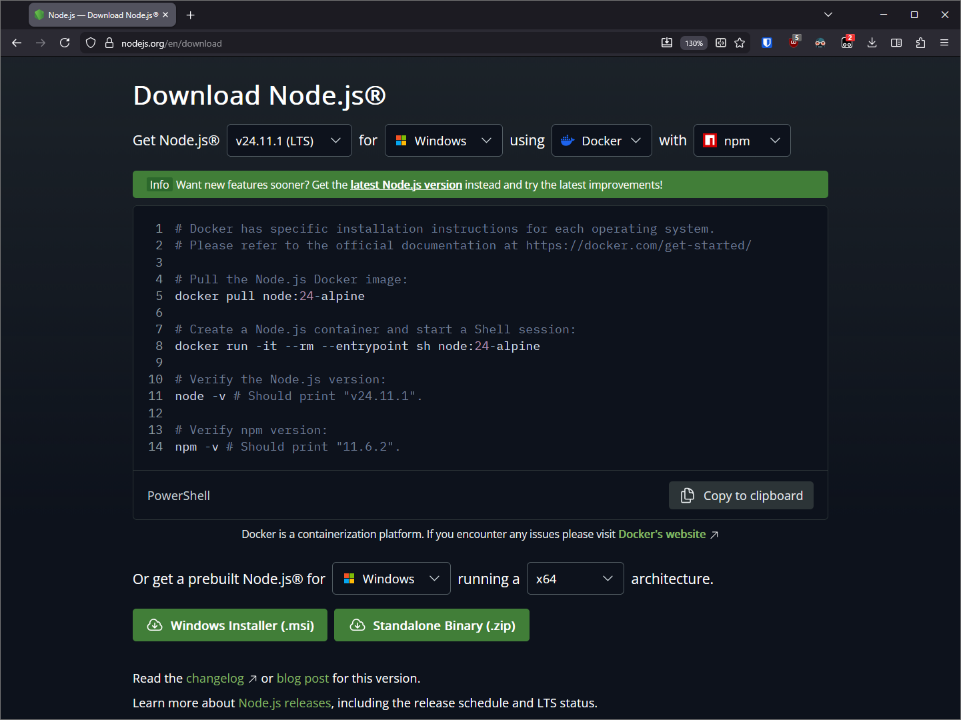 Node.js — Download Node.js®
nodejs.org/en/download
130%
5
2
Download Node.js®
Get Node.js® v24.11.1 (LTS) for Windows using Docker with npm
Info Want new features sooner? Get the latest Node.js version instead and try the latest improvements!
1 # Docker has specific installation instructions for each operating system.
2 # Please refer to the official documentation at https://docker.com/get-started/
3
4 # Pull the Node.js Docker image:
5 docker pull node:24-alpine
6
7 # Create a Node.js container and start a Shell session:
8 docker run -it --rm --entrypoint sh node:24-alpine
9
10 # Verify the Node.js version:
11 node -v # Should print "v24.11.1".
12
13 # Verify npm version:
14 npm -v # Should print "11.6.2".
PowerShell Copy to clipboard
Docker is a containerization platform. If you encounter any issues please visit Docker's website
Or get a prebuilt Node.js® for Windows running a x64 architecture.
Windows Installer (.msi) Standalone Binary (.zip)
Read the changelog or blog post for this version.
Learn more about Node.js releases, including the release schedule and LTS status.